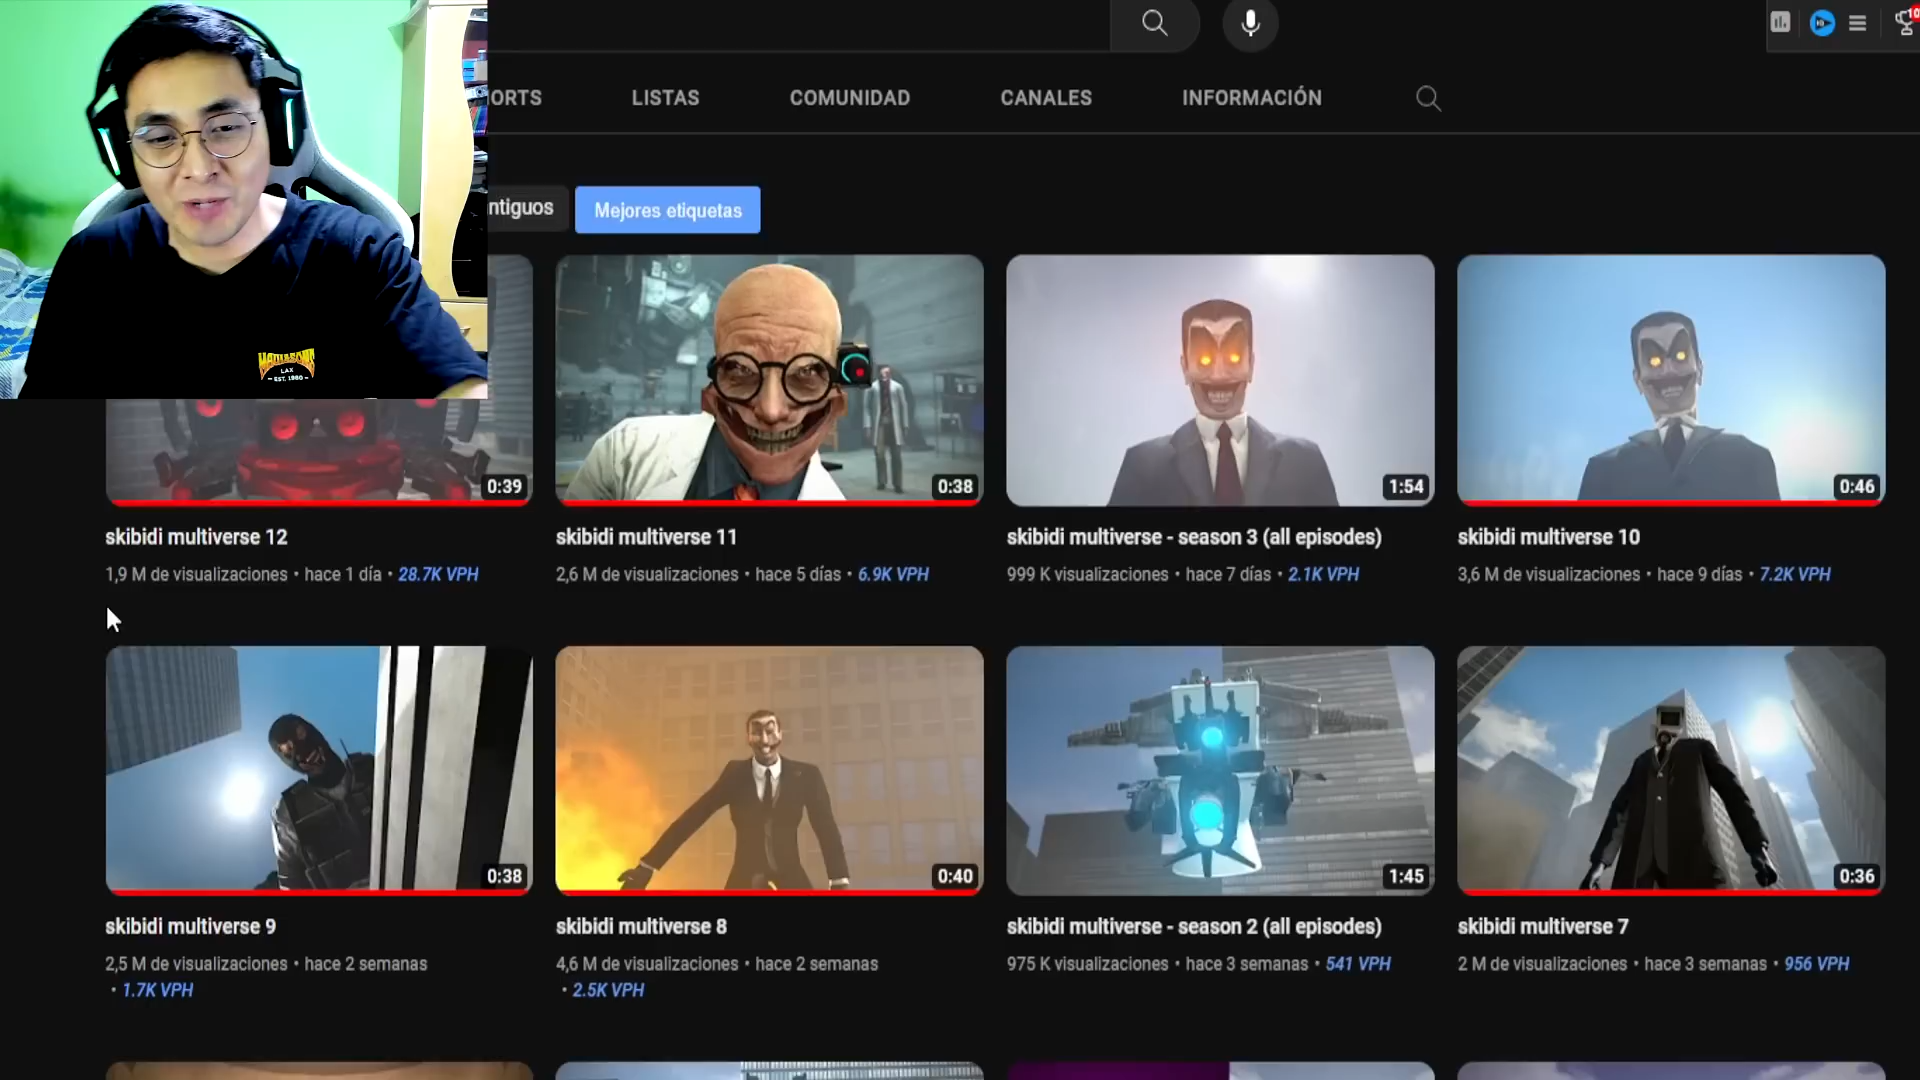 ORTS
LISTAS
COMUNIDAD
CANALES
INFORMACIÓN
10
ntiguos
Mejores etiquetas
LAX
- EST. 1980 -
0:39
0:38
1:54
0:46
skibidi multiverse 12
skibidi multiverse 11
skibidi multiverse - season 3 (all episodes)
skibidi multiverse 10
1,9 M de visualizaciones • hace 1 día • 28.7K VPH
2,6 M de visualizaciones • hace 5 días • 6.9K VPH
999 K visualizaciones • hace 7 días • 2.1K VPH
3,6 M de visualizaciones • hace 9 días • 7.2K VPH
0:38
0:40
1:45
0:36
skibidi multiverse 9
skibidi multiverse 8
skibidi multiverse - season 2 (all episodes)
skibidi multiverse 7
2,5 M de visualizaciones • hace 2 semanas
• 1.7K VPH
4,6 M de visualizaciones • hace 2 semanas
• 2.5K VPH
975 K visualizaciones • hace 3 semanas • 541 VPH
2 M de visualizaciones • hace 3 semanas • 956 VPH